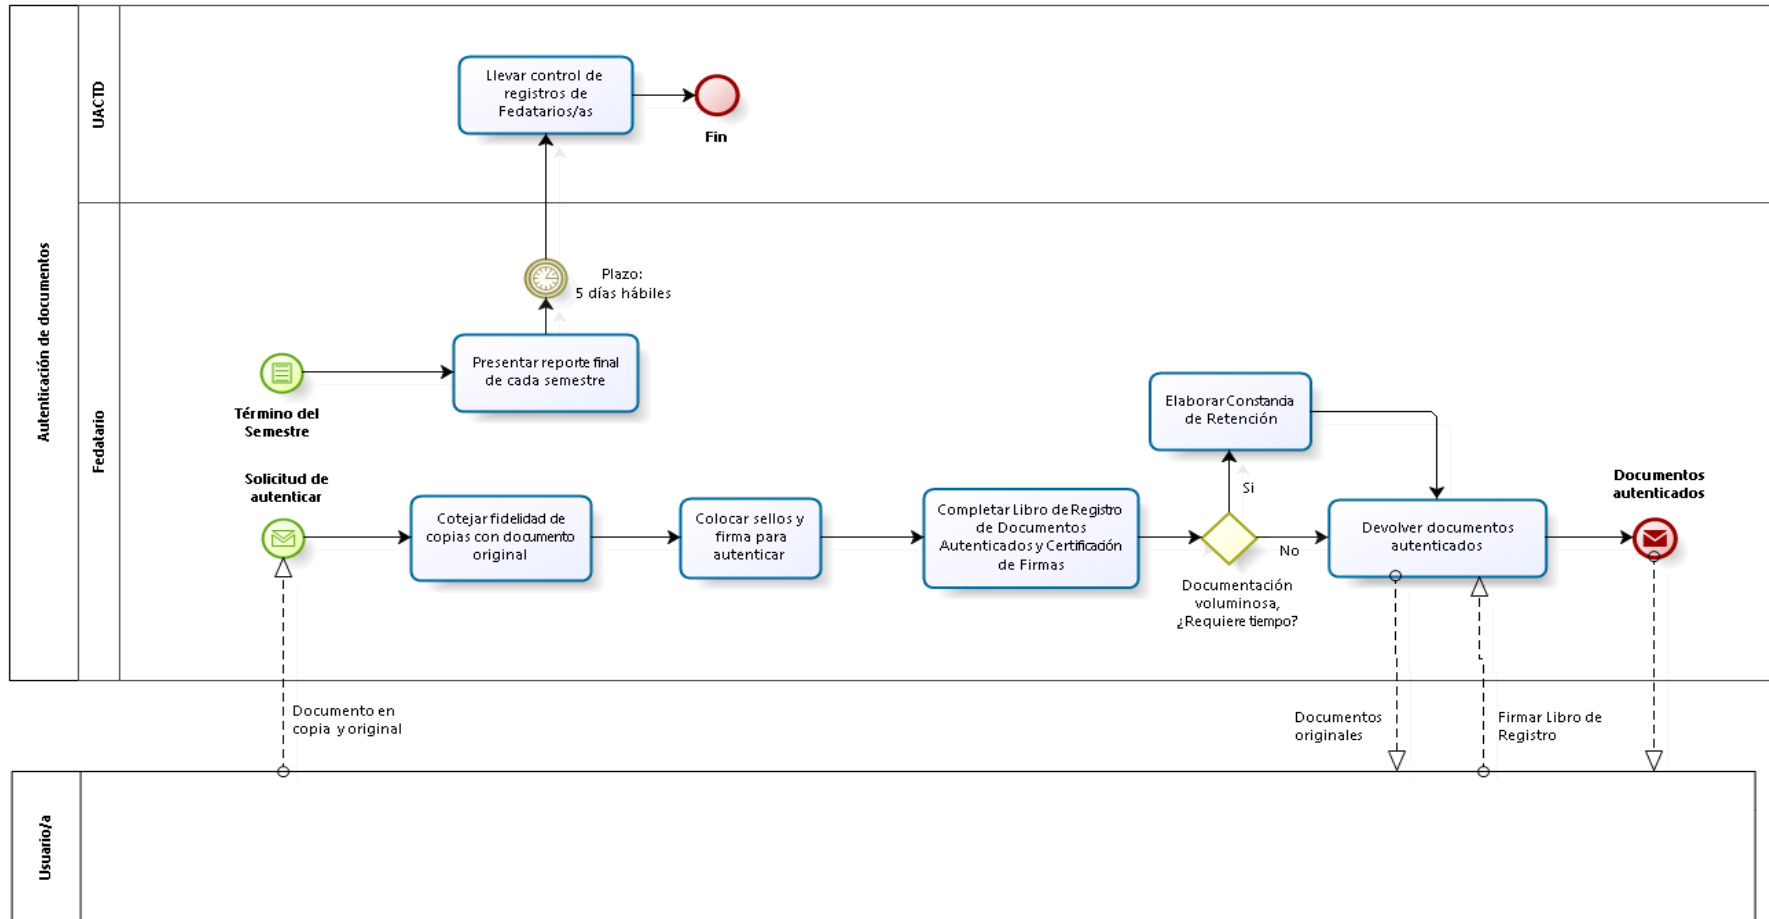 Autenticación de documentos
UACTD
Llevar control de
registros de
Fedatarios/as
Fin
Fedatario
Plazo:
5 días hábiles
Presentar reporte final
de cada semestre
Término del
Semestre
Solicitud de
autenticar
Cotejar fidelidad de
copias con documento
original
Colocar sellos y
firma para
autenticar
Completar Libro de Registro
de Documentos
Autenticados y Certificación
de Firmas
Elaborar Constancia
de Retención
Si
No
Documentación
voluminosa,
¿Requiere tiempo?
Devolver documentos
autenticados
Documentos
autenticados
Documento en
copia y original
Documentos
originales
Firmar Libro de
Registro
Usuario/a